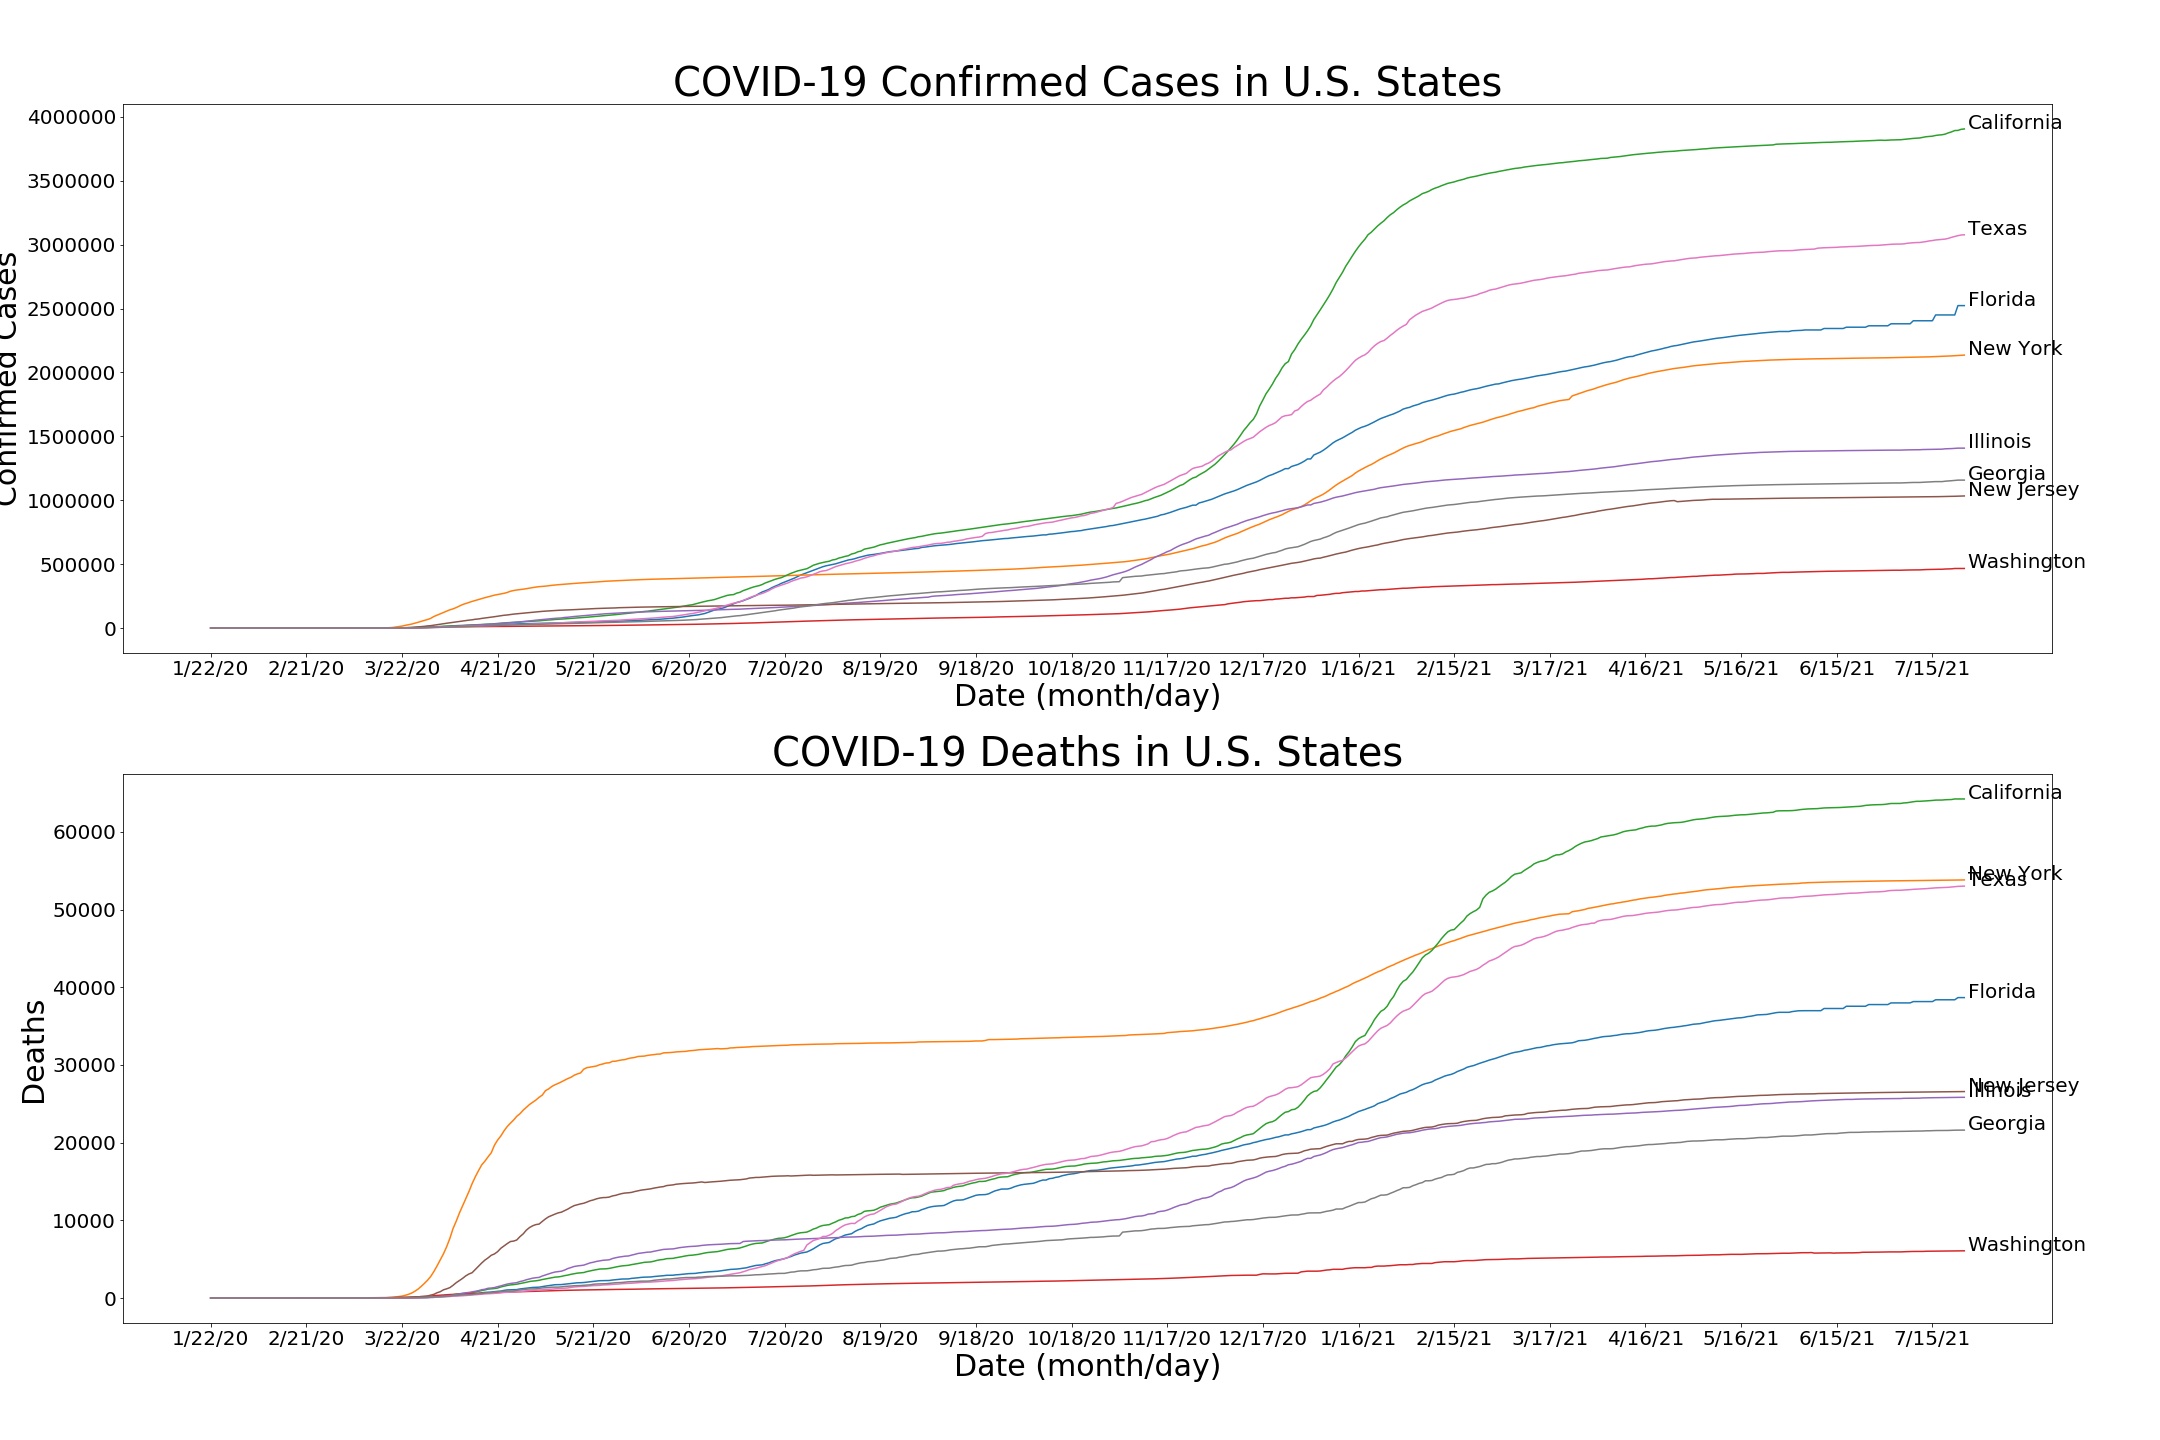 COVID-19 Confirmed Cases in U.S. States
Confirmed Cases
4000000
3500000
3000000
2500000
2000000
1500000
1000000
500000
0
California
Texas
Florida
New York
Illinois
Georgia
New Jersey
Washington
1/22/20 2/21/20 3/22/20 4/21/20 5/21/20 6/20/20 7/20/20 8/19/20 9/18/20 10/18/20 11/17/20 12/17/20 1/16/21 2/15/21 3/17/21 4/16/21 5/16/21 6/15/21 7/15/21
Date (month/day)
COVID-19 Deaths in U.S. States
Deaths
60000
50000
40000
30000
20000
10000
0
California
New York
Texas
Florida
New Jersey
Illinois
Georgia
Washington
1/22/20 2/21/20 3/22/20 4/21/20 5/21/20 6/20/20 7/20/20 8/19/20 9/18/20 10/18/20 11/17/20 12/17/20 1/16/21 2/15/21 3/17/21 4/16/21 5/16/21 6/15/21 7/15/21
Date (month/day)